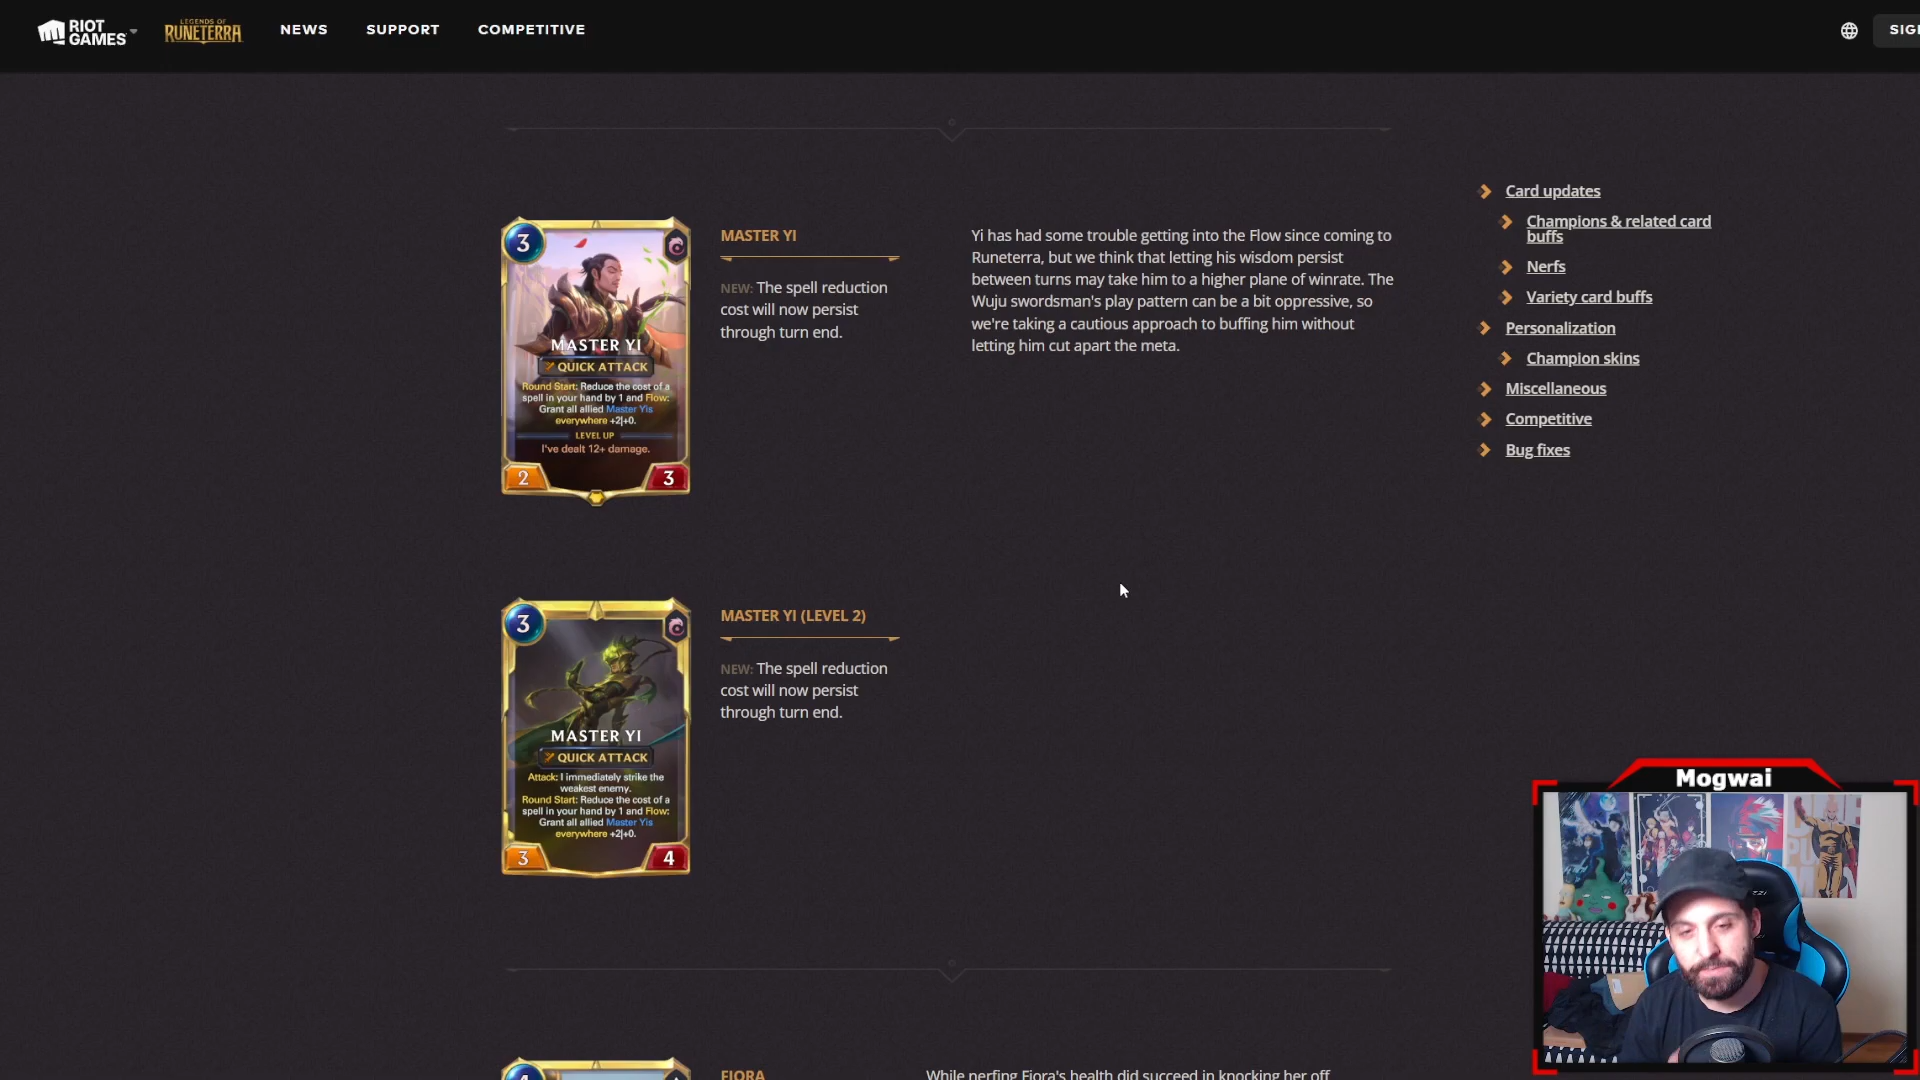 RIOT
GAMES
LEGENDS OF
RUNETERRA
NEWS
SUPPORT
COMPETITIVE
SIG
Card updates
Champions & related card
buffs
Nerfs
Variety card buffs
Personalization
Champion skins
Miscellaneous
Competitive
Bug fixes
3
MASTER YI
QUICK ATTACK
Round Start: Reduce the cost of a
spell in your hand by 1 and Flow:
Grant all allied Master Yis
everywhere +2|+0.
LEVEL UP
I've dealt 12+ damage.
2
3
MASTER YI
NEW: The spell reduction
cost will now persist
through turn end.
Yi has had some trouble getting into the Flow since coming to
Runeterra, but we think that letting his wisdom persist
between turns may take him to a higher plane of winrate. The
Wuju swordsman's play pattern can be a bit oppressive, so
we're taking a cautious approach to buffing him without
letting him cut apart the meta.
3
MASTER YI
QUICK ATTACK
Attack: I immediately strike the
weakest enemy.
Round Start: Reduce the cost of a
spell in your hand by 1 and Flow:
Grant all allied Master Yis
everywhere +2|+0.
3
4
MASTER YI (LEVEL 2)
NEW: The spell reduction
cost will now persist
through turn end.
FIORA
While nerfing Fiora's health did succeed in knocking her off
Mogwai